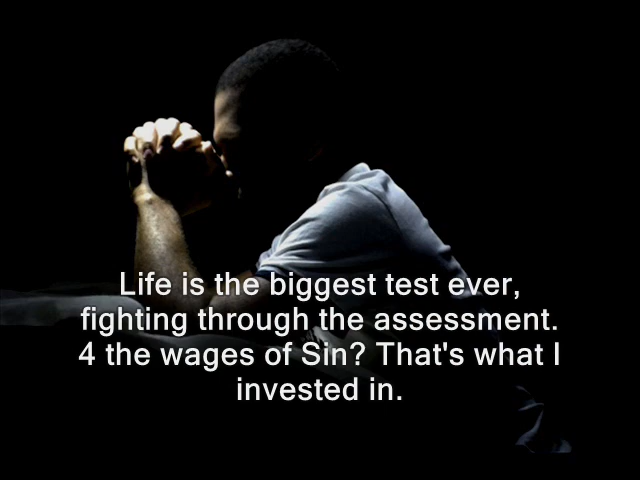 Life is the biggest test ever,
fighting through the assessment.
4 the wages of Sin? That's what I
invested in.